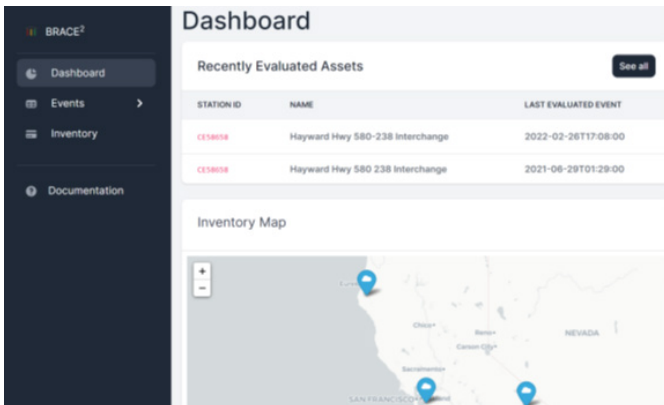 BRACE²
Dashboard
Events
Inventory
Documentation
Dashboard
Recently Evaluated Assets
See all
STATION ID NAME LAST EVALUATED EVENT
CE58658 Hayward Hwy 580-238 Interchange 2022-02-26T17:08:00
CE58658 Hayward Hwy 580 238 Interchange 2021-06-29T01:29:00
Inventory Map
+
−
Chico
Reno
NEVADA
Carson City
Sacramento
SAN FRANCISCO